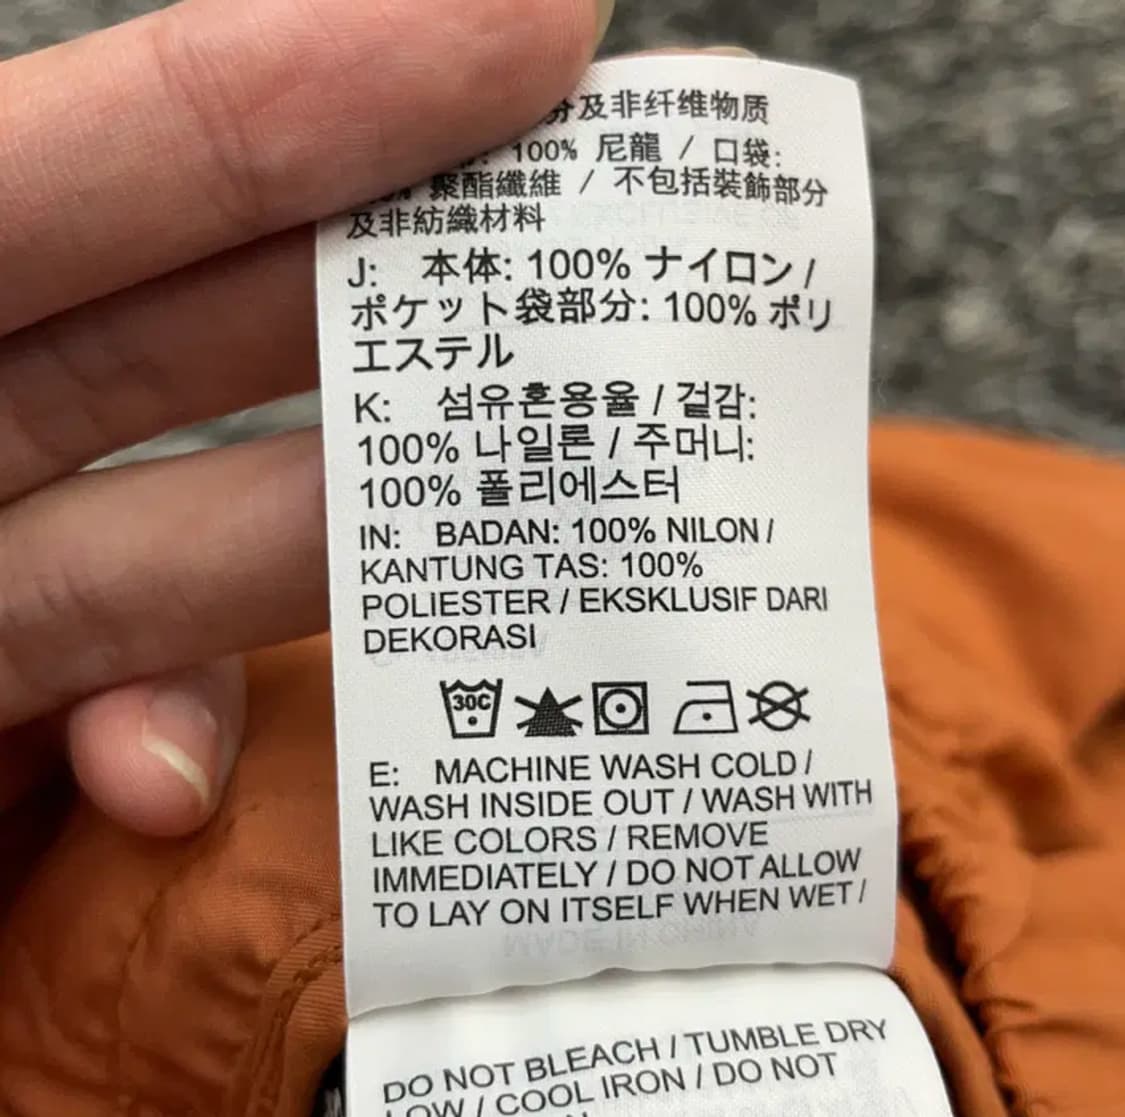 及非纤维物质
100% 尼龍 / 口袋:
聚酯纖維 / 不包括裝飾部分
及非紡織材料
J: 本体: 100% ナイロン /
ポケット袋部分: 100% ポリ
エステル
K: 섬유혼용율 / 겉감:
100% 나일론 / 주머니:
100% 폴리에스터
IN: BADAN: 100% NILON /
KANTUNG TAS: 100%
POLIESTER / EKSKLUSIF DARI
DEKORASI
30C
E: MACHINE WASH COLD /
WASH INSIDE OUT / WASH WITH
LIKE COLORS / REMOVE
IMMEDIATELY / DO NOT ALLOW
TO LAY ON ITSELF WHEN WET /
DO NOT BLEACH / TUMBLE DRY
LOW / COOL IRON / DO NOT